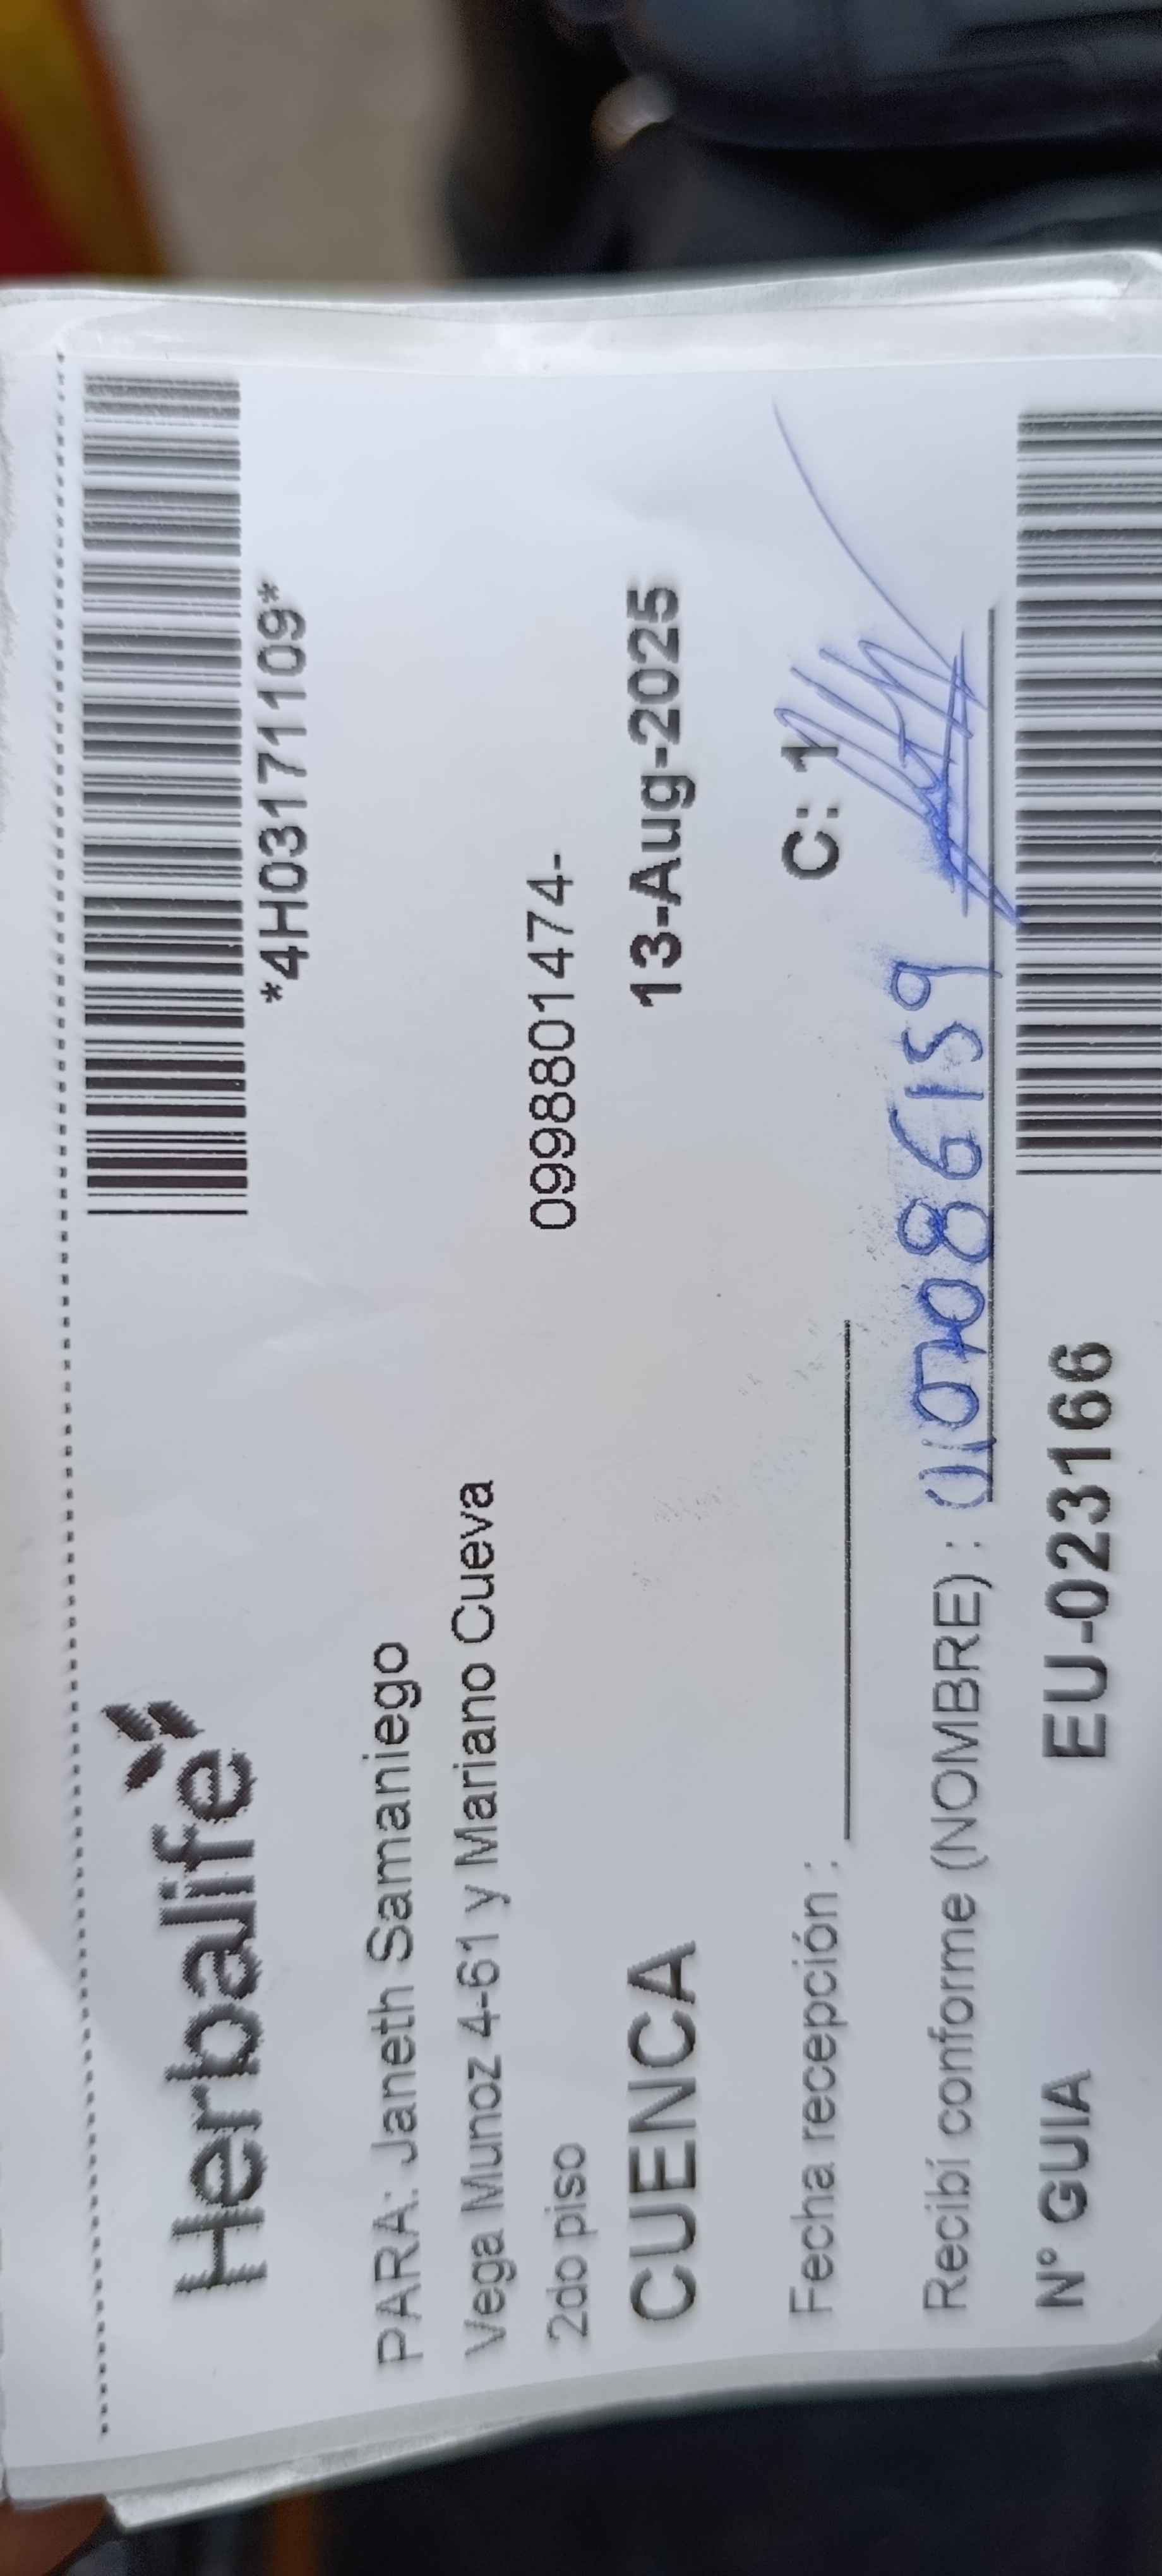 Herbalife
*4H03171109*
PARA: Janeth Samaniego
Vega Munoz 4-61 y Mariano Cueva
2do piso
0998801474-
CUENCA
13-Aug-2025
Fecha recepción :
C: 1
Recibí conforme (NOMBRE) :
Nº GUIA
EU-023166